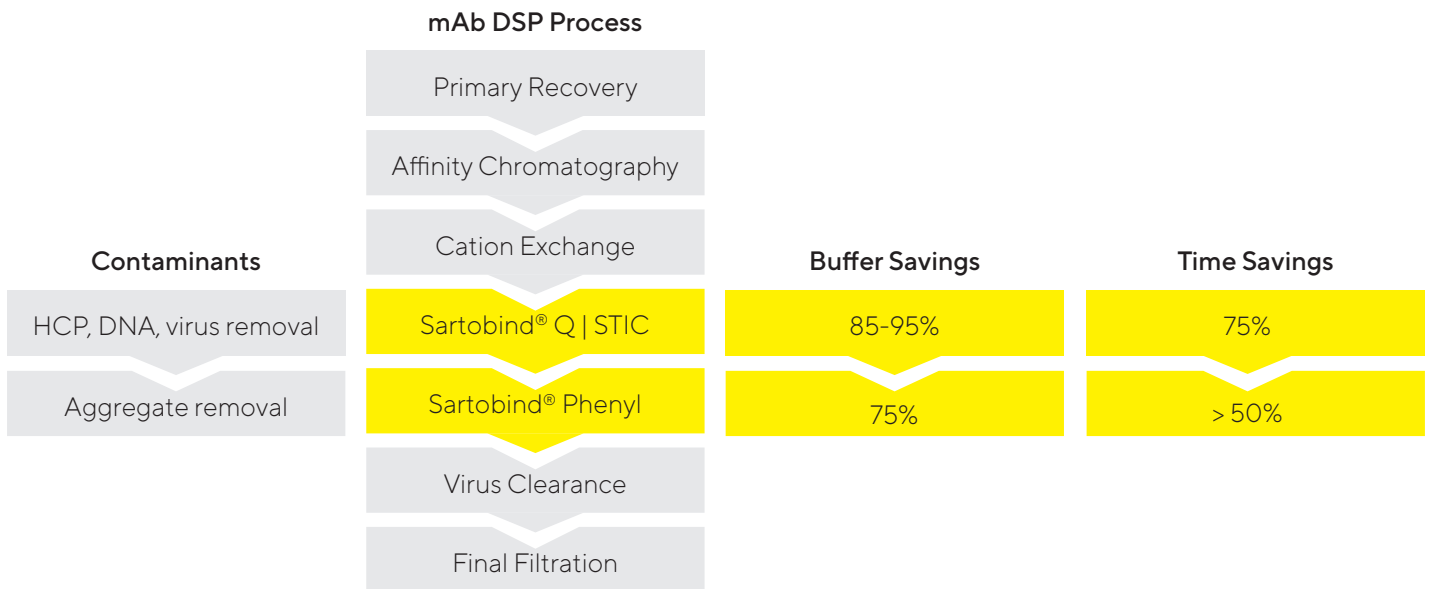 mAb DSP Process
Primary Recovery
Affinity Chromatography
Cation Exchange
Contaminants
Buffer Savings
Time Savings
HCP, DNA, virus removal
Sartobind® Q | STIC
85-95%
75%
Aggregate removal
Sartobind® Phenyl
75%
> 50%
Virus Clearance
Final Filtration